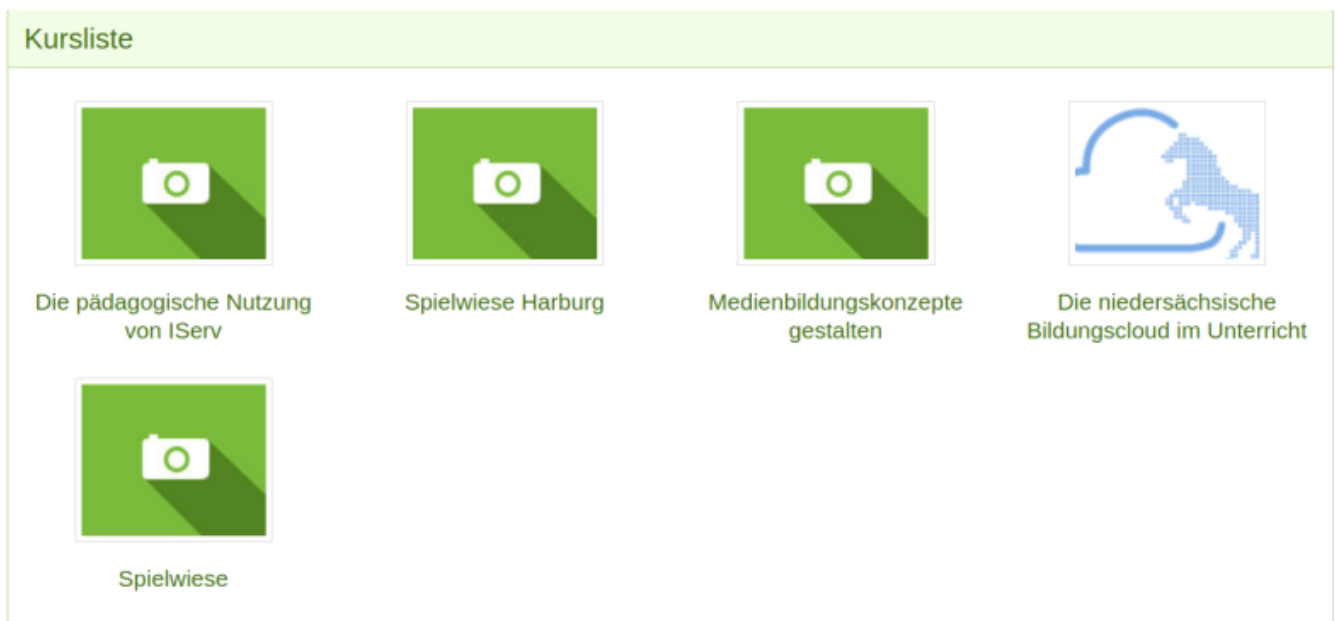 Kursliste
Die pädagogische Nutzung
von IServ
Spielwiese Harburg
Medienbildungskonzepte
gestalten
Die niedersächsische
Bildungscloud im Unterricht
Spielwiese